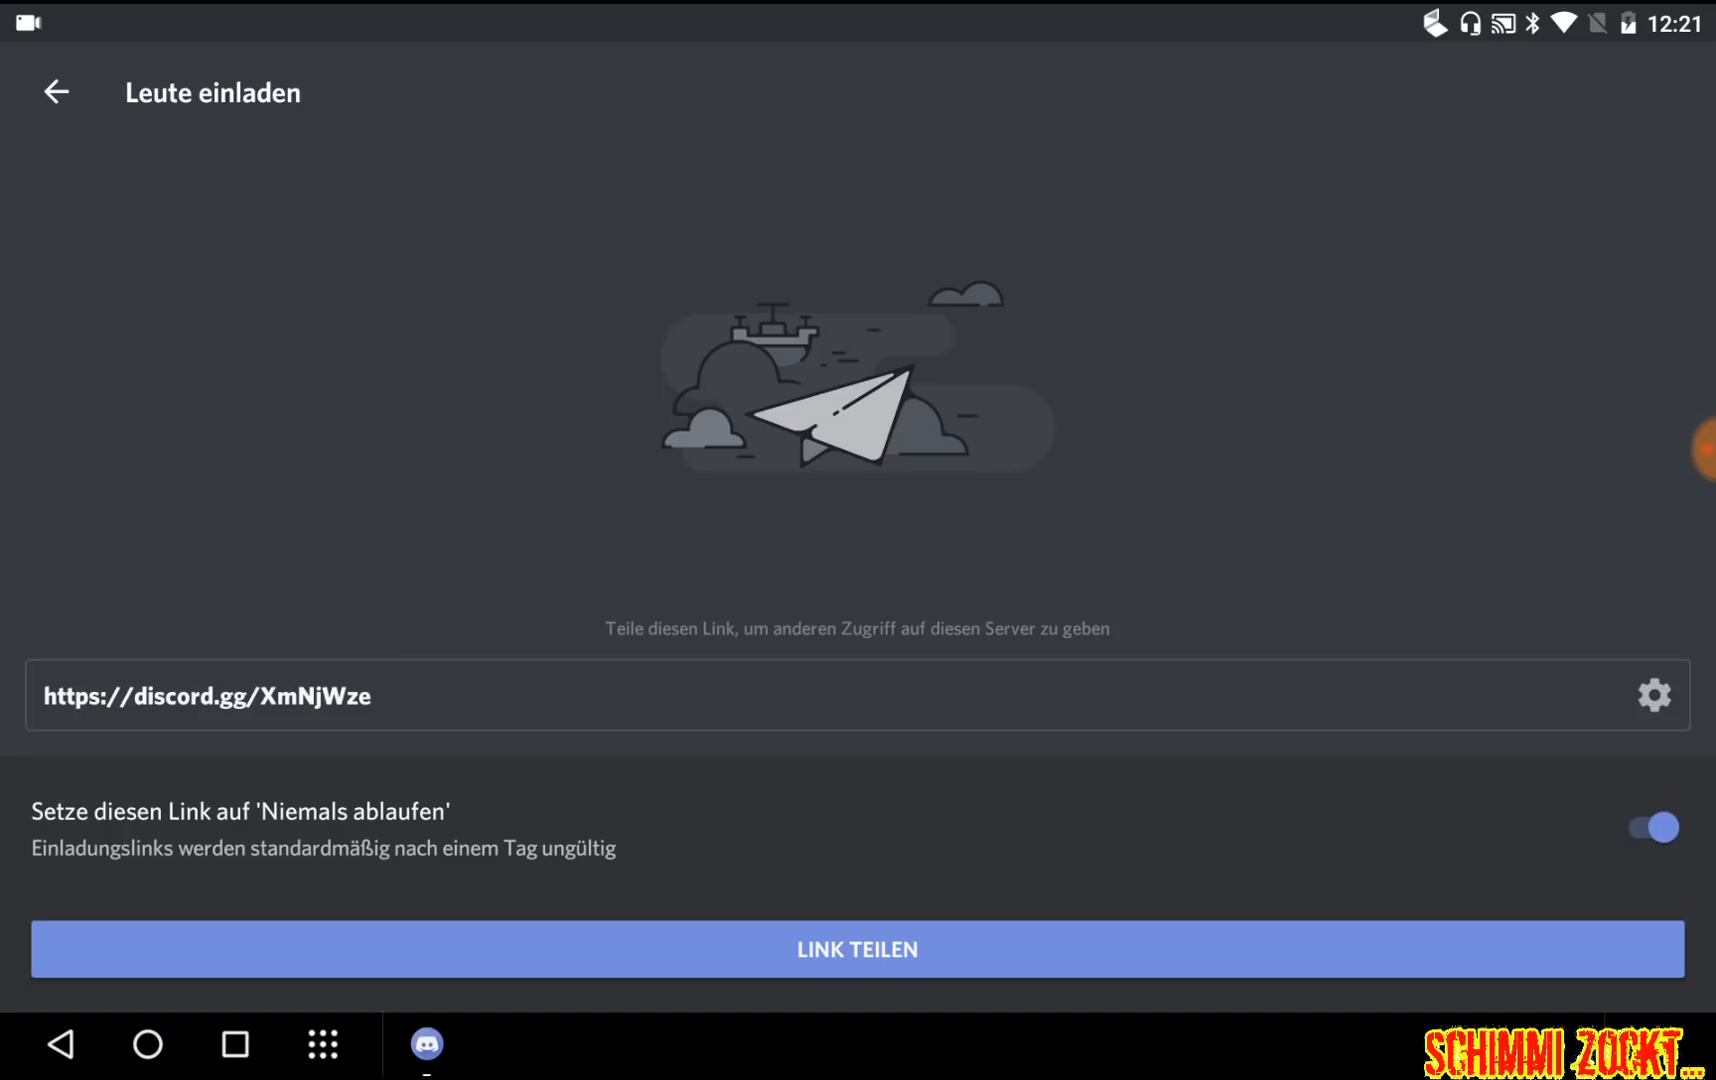 12:21
Leute einladen
Teile diesen Link, um anderen Zugriff auf diesen Server zu geben
https://discord.gg/XmNjWze
Setze diesen Link auf 'Niemals ablaufen'
Einladungslinks werden standardmäßig nach einem Tag ungültig
LINK TEILEN
SCHIMMI ZOCKT...